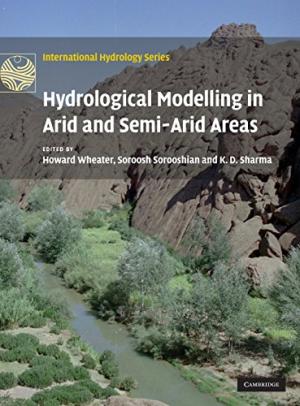 International Hydrology Series
Hydrological Modelling in
Arid and Semi-Arid Areas
EDITED BY
Howard Wheater, Soroosh Sorooshian and K. D. Sharma
CAMBRIDGE